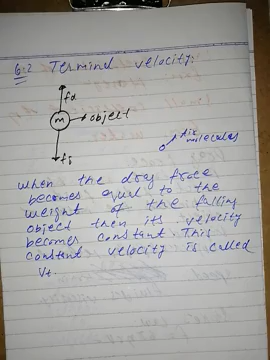 6.2 Terminal velocity:
fd
m
object
Air
molecules
when the drag force
becomes equal to the
weight of the falling
object then its velocity
becomes constant. This
constant velocity is called
Vt.